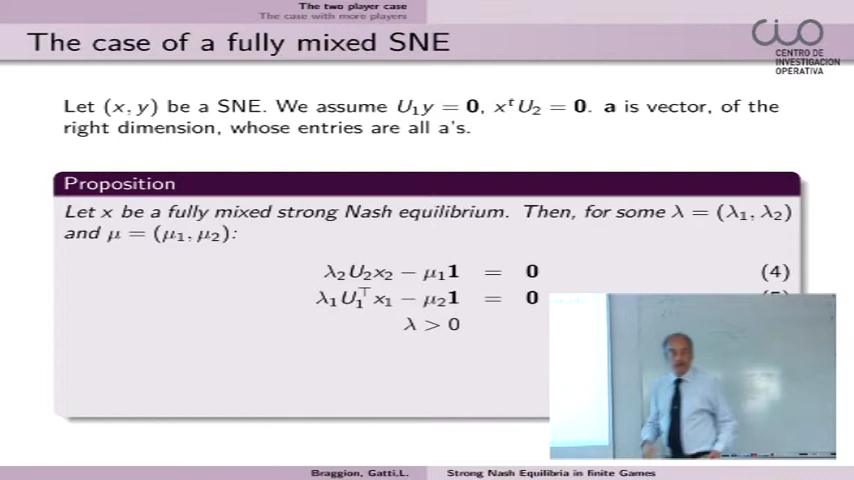 The two player case
The case with more players
The case of a fully mixed SNE
CIO
CENTRO DE
INVESTIGACION
OPERATIVA
Let (x, y) be a SNE. We assume U₁y = 𝟎, xᵗU₂ = 𝟎. 𝐚 is vector, of the
right dimension, whose entries are all a's.
Proposition
Let x be a fully mixed strong Nash equilibrium. Then, for some λ = (λ₁, λ₂)
and μ = (μ₁, μ₂):
λ₂U₂x₂ − μ₁𝟏 = 𝟎 (4)
λ₁U₁⊤x₁ − μ₂𝟏 = 𝟎
λ > 0
Braggion, Gatti,L. Strong Nash Equilibria in finite Games